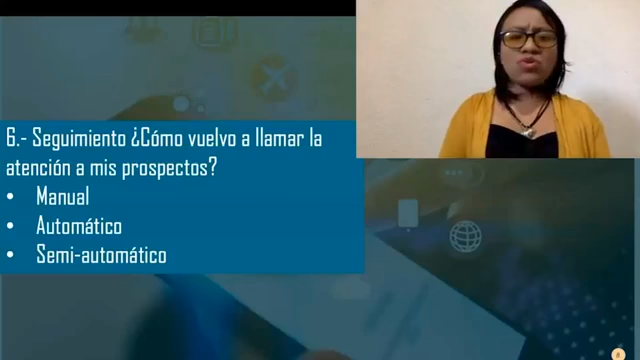 6.- Seguimiento ¿Cómo vuelvo a llamar la
atención a mis prospectos?
• Manual
• Automático
• Semi-automático